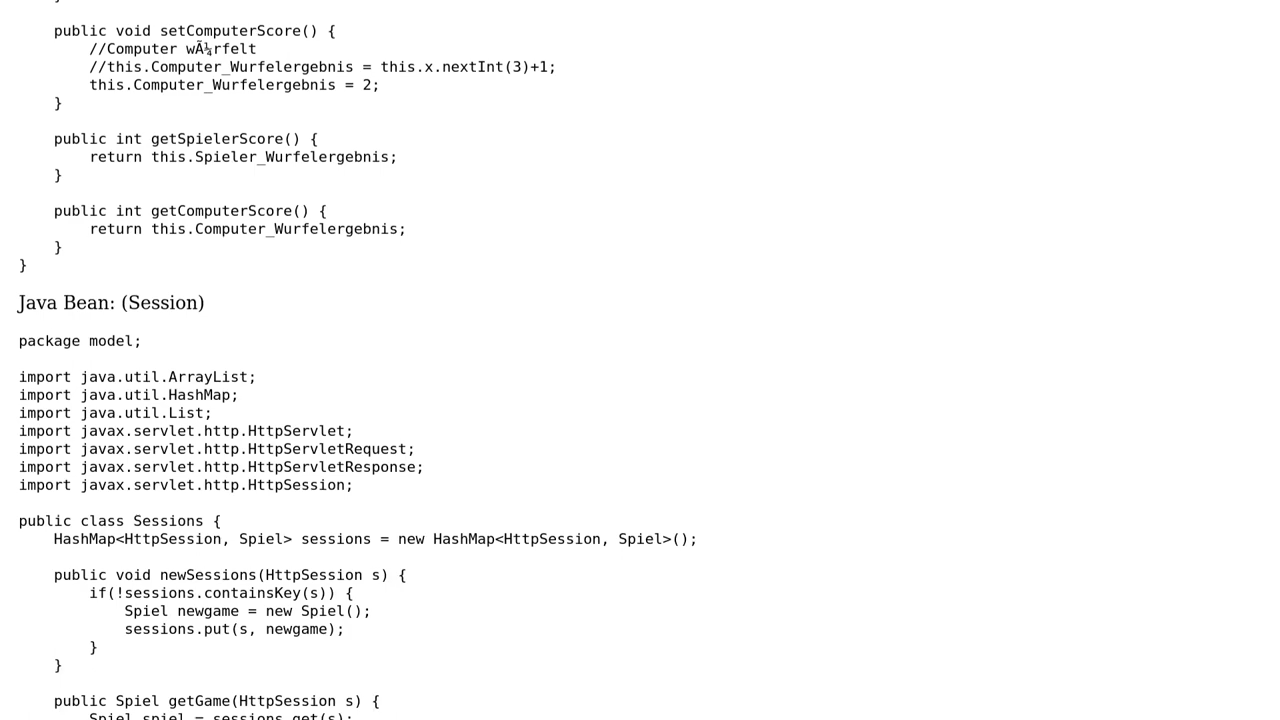 public void setComputerScore() {
//Computer wÃ¼rfelt
//this.Computer_Wurfelergebnis = this.x.nextInt(3)+1;
this.Computer_Wurfelergebnis = 2;
}
public int getSpielerScore() {
return this.Spieler_Wurfelergebnis;
}
public int getComputerScore() {
return this.Computer_Wurfelergebnis;
}
}
Java Bean: (Session)
package model;
import java.util.ArrayList;
import java.util.HashMap;
import java.util.List;
import javax.servlet.http.HttpServlet;
import javax.servlet.http.HttpServletRequest;
import javax.servlet.http.HttpServletResponse;
import javax.servlet.http.HttpSession;
public class Sessions {
HashMap<HttpSession, Spiel> sessions = new HashMap<HttpSession, Spiel>();
public void newSessions(HttpSession s) {
if(!sessions.containsKey(s)) {
Spiel newgame = new Spiel();
sessions.put(s, newgame);
}
}
public Spiel getGame(HttpSession s) {
Spiel spiel = sessions.get(s);